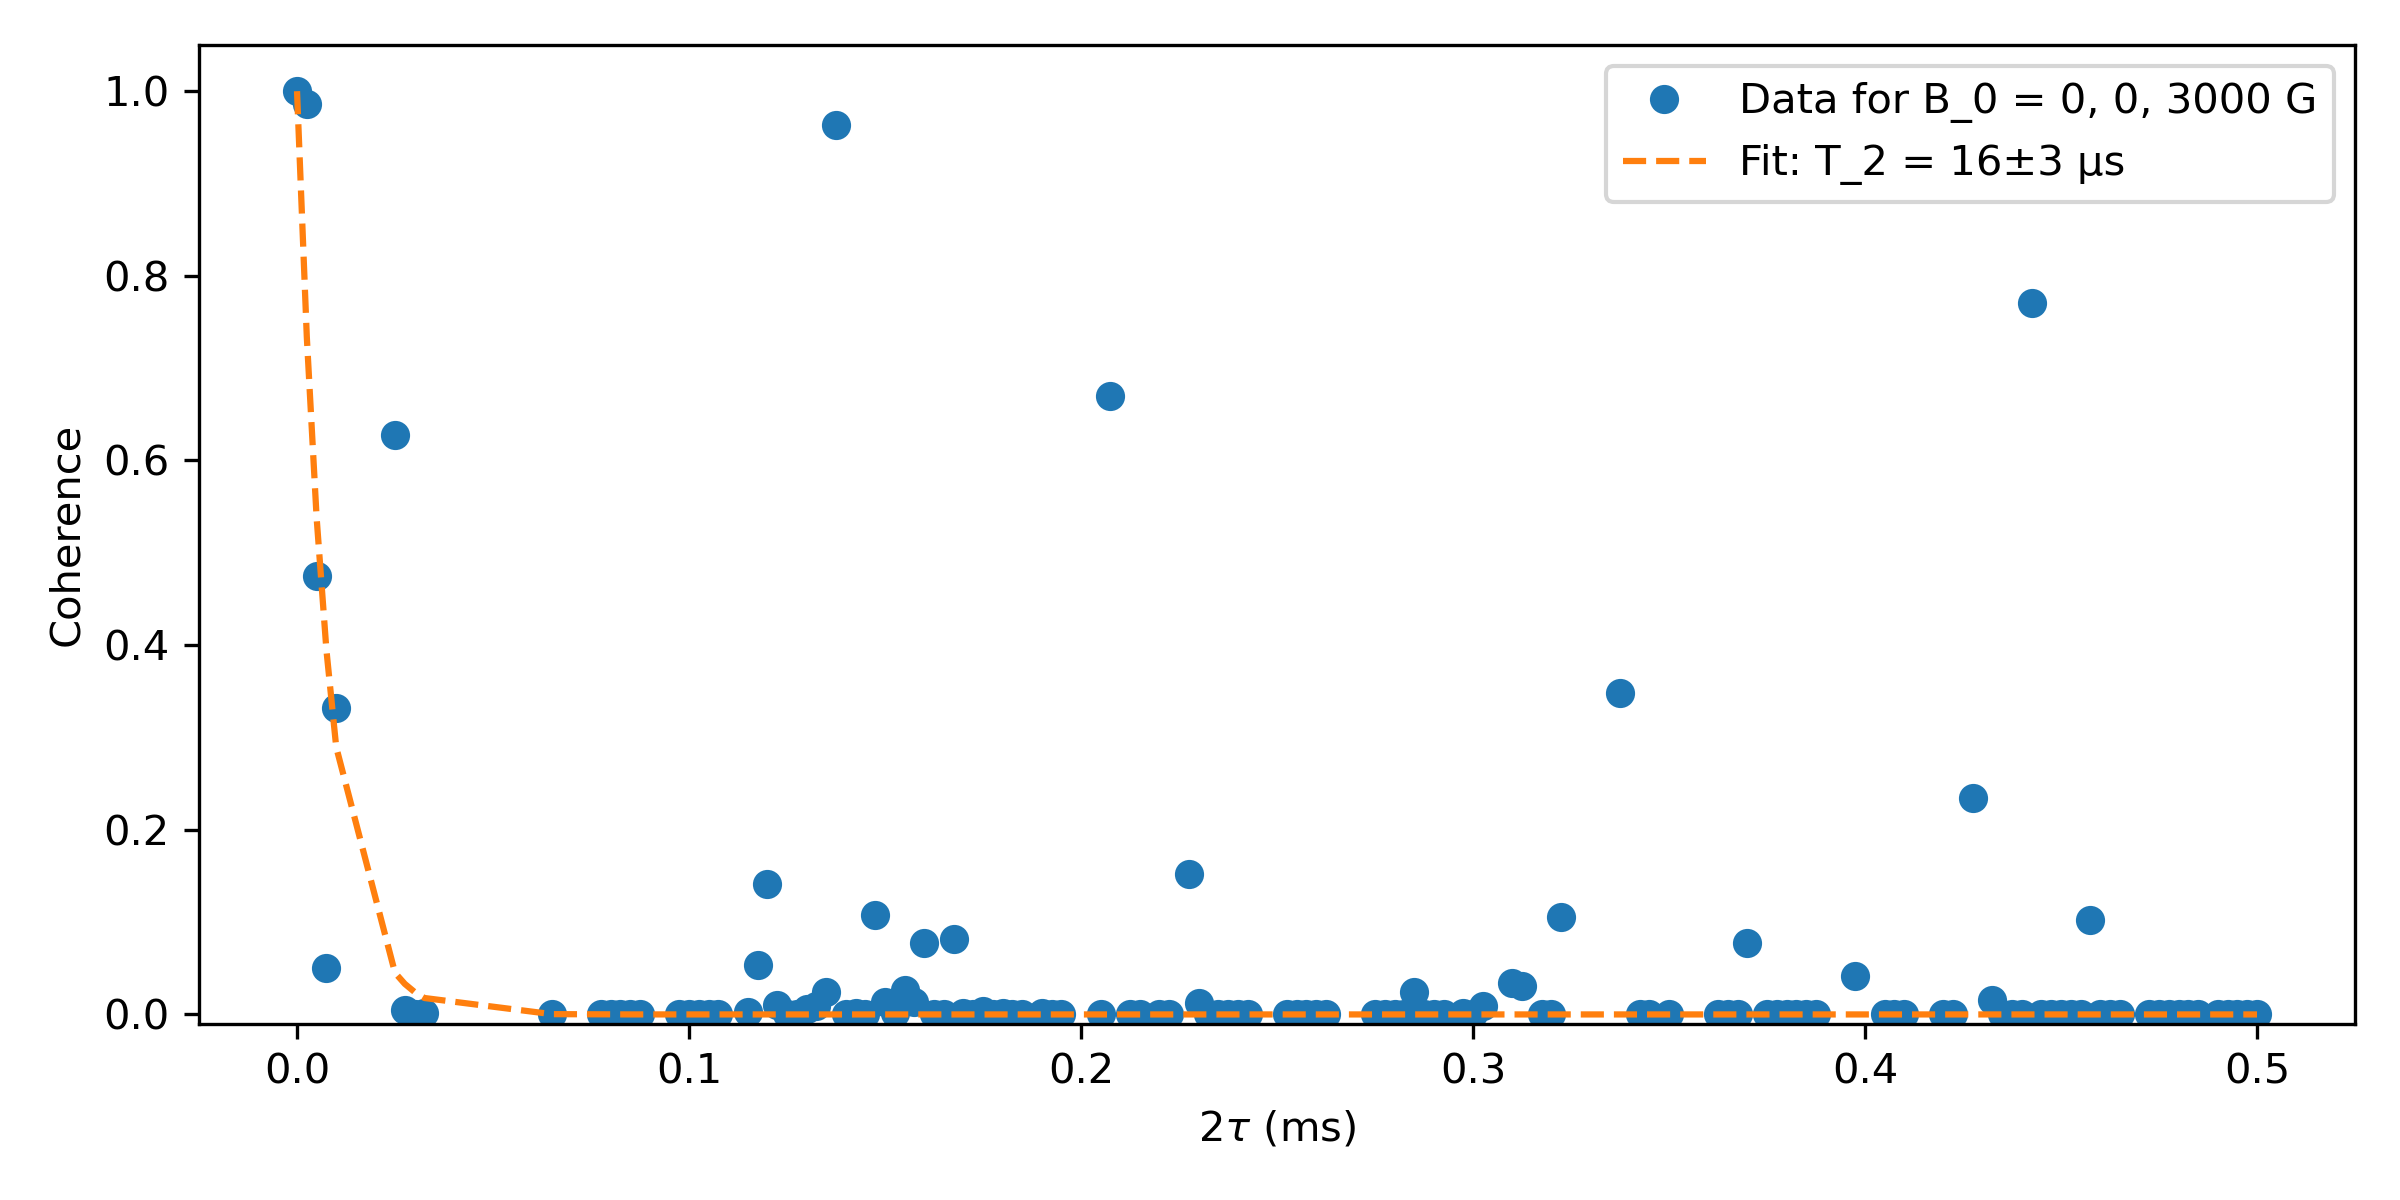 Data for B_0 = 0, 0, 3000 G
Fit: T_2 = 16±3 μs
1.0
0.8
0.6
0.4
0.2
0.0
Coherence
0.0 0.1 0.2 0.3 0.4 0.5
2τ (ms)